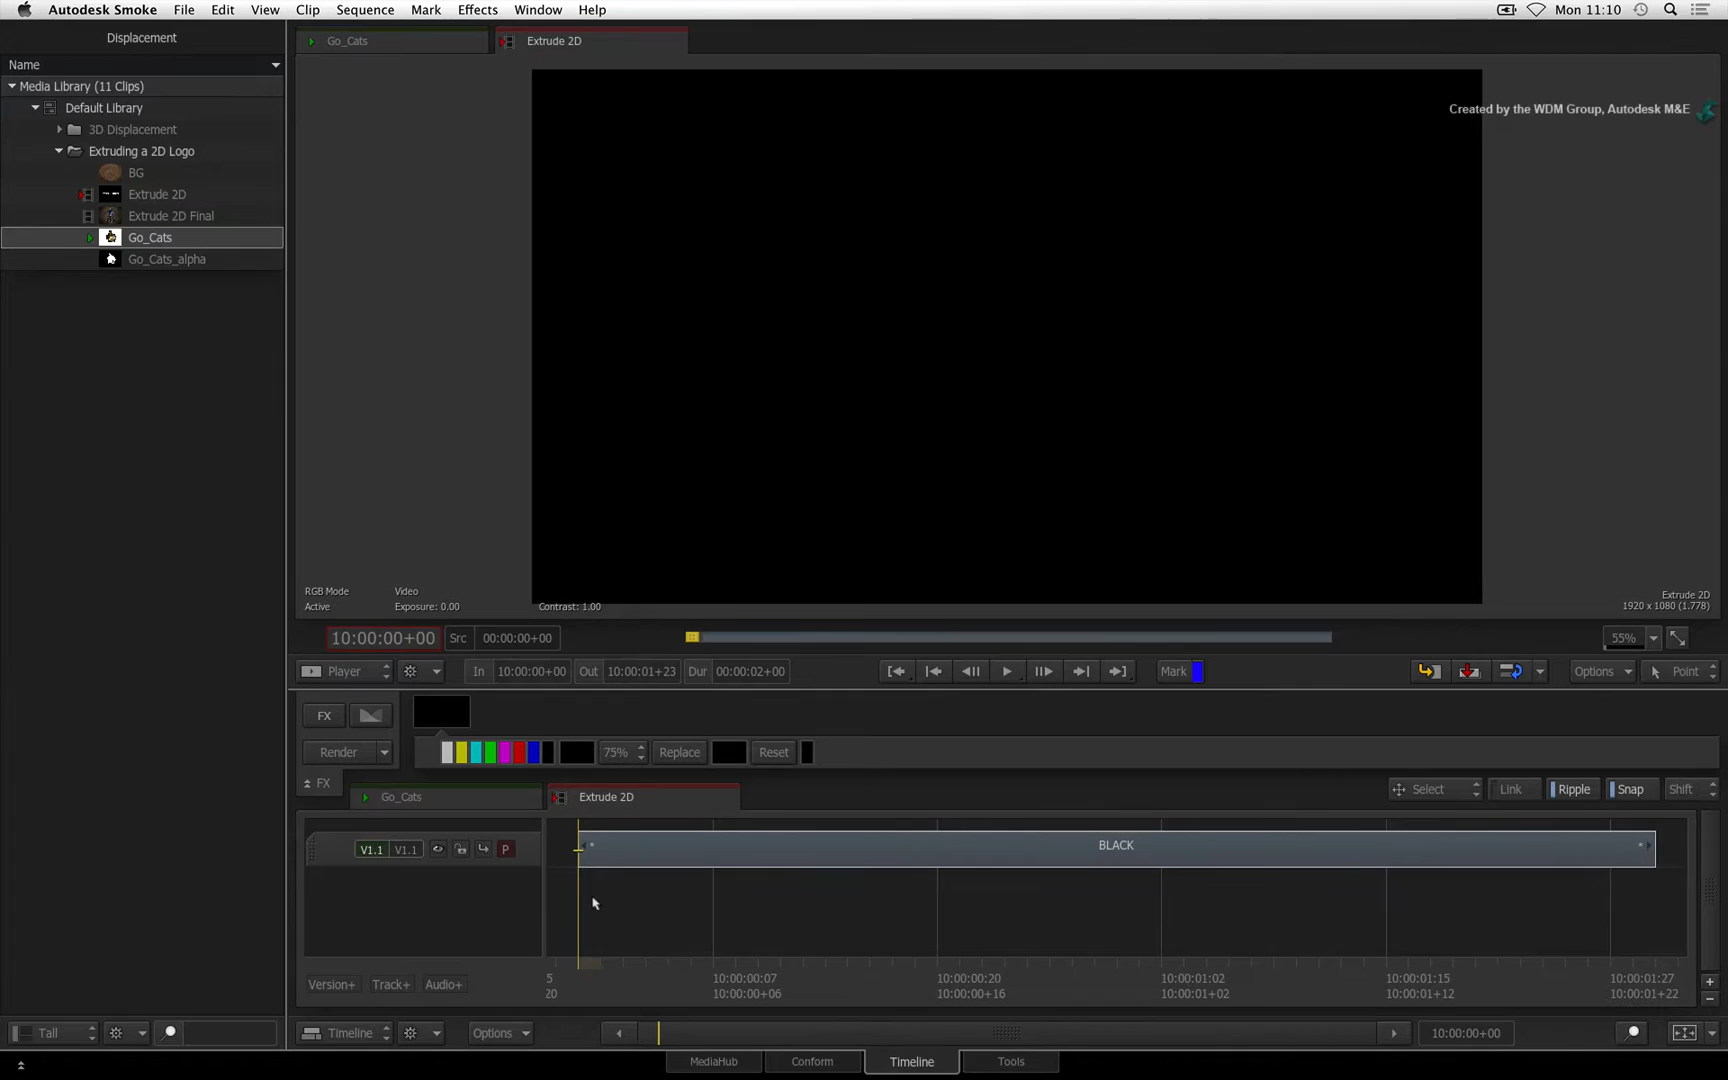 Autodesk Smoke File Edit View Clip Sequence Mark Effects Window Help Mon 11:10
Displacement
Name
Media Library (11 Clips)
Default Library
3D Displacement
Extruding a 2D Logo
BG
Extrude 2D
Extrude 2D Final
Go_Cats
Go_Cats_alpha
Go_Cats Extrude 2D
Created by the WDM Group, Autodesk M&E
RGB Mode Video
Active Exposure: 0.00 Contrast: 1.00
Extrude 2D
1920 x 1080 (1.778)
10:00:00+00 Src 00:00:00+00 55%
Player In 10:00:00+00 Out 10:00:01+23 Dur 00:00:02+00 Mark Options Point
FX
Render 75% Replace Reset
FX Go_Cats Extrude 2D Select Link Ripple Snap Shift
V1.1 V1.1 P BLACK
5 10:00:00:07 10:00:00:20 10:00:01:02 10:00:01:15 10:00:01:27
20 10:00:00+06 10:00:00+16 10:00:01+02 10:00:01+12 10:00:01+22
Version+ Track+ Audio+
Tall Timeline Options 10:00:00+00
MediaHub Conform Timeline Tools